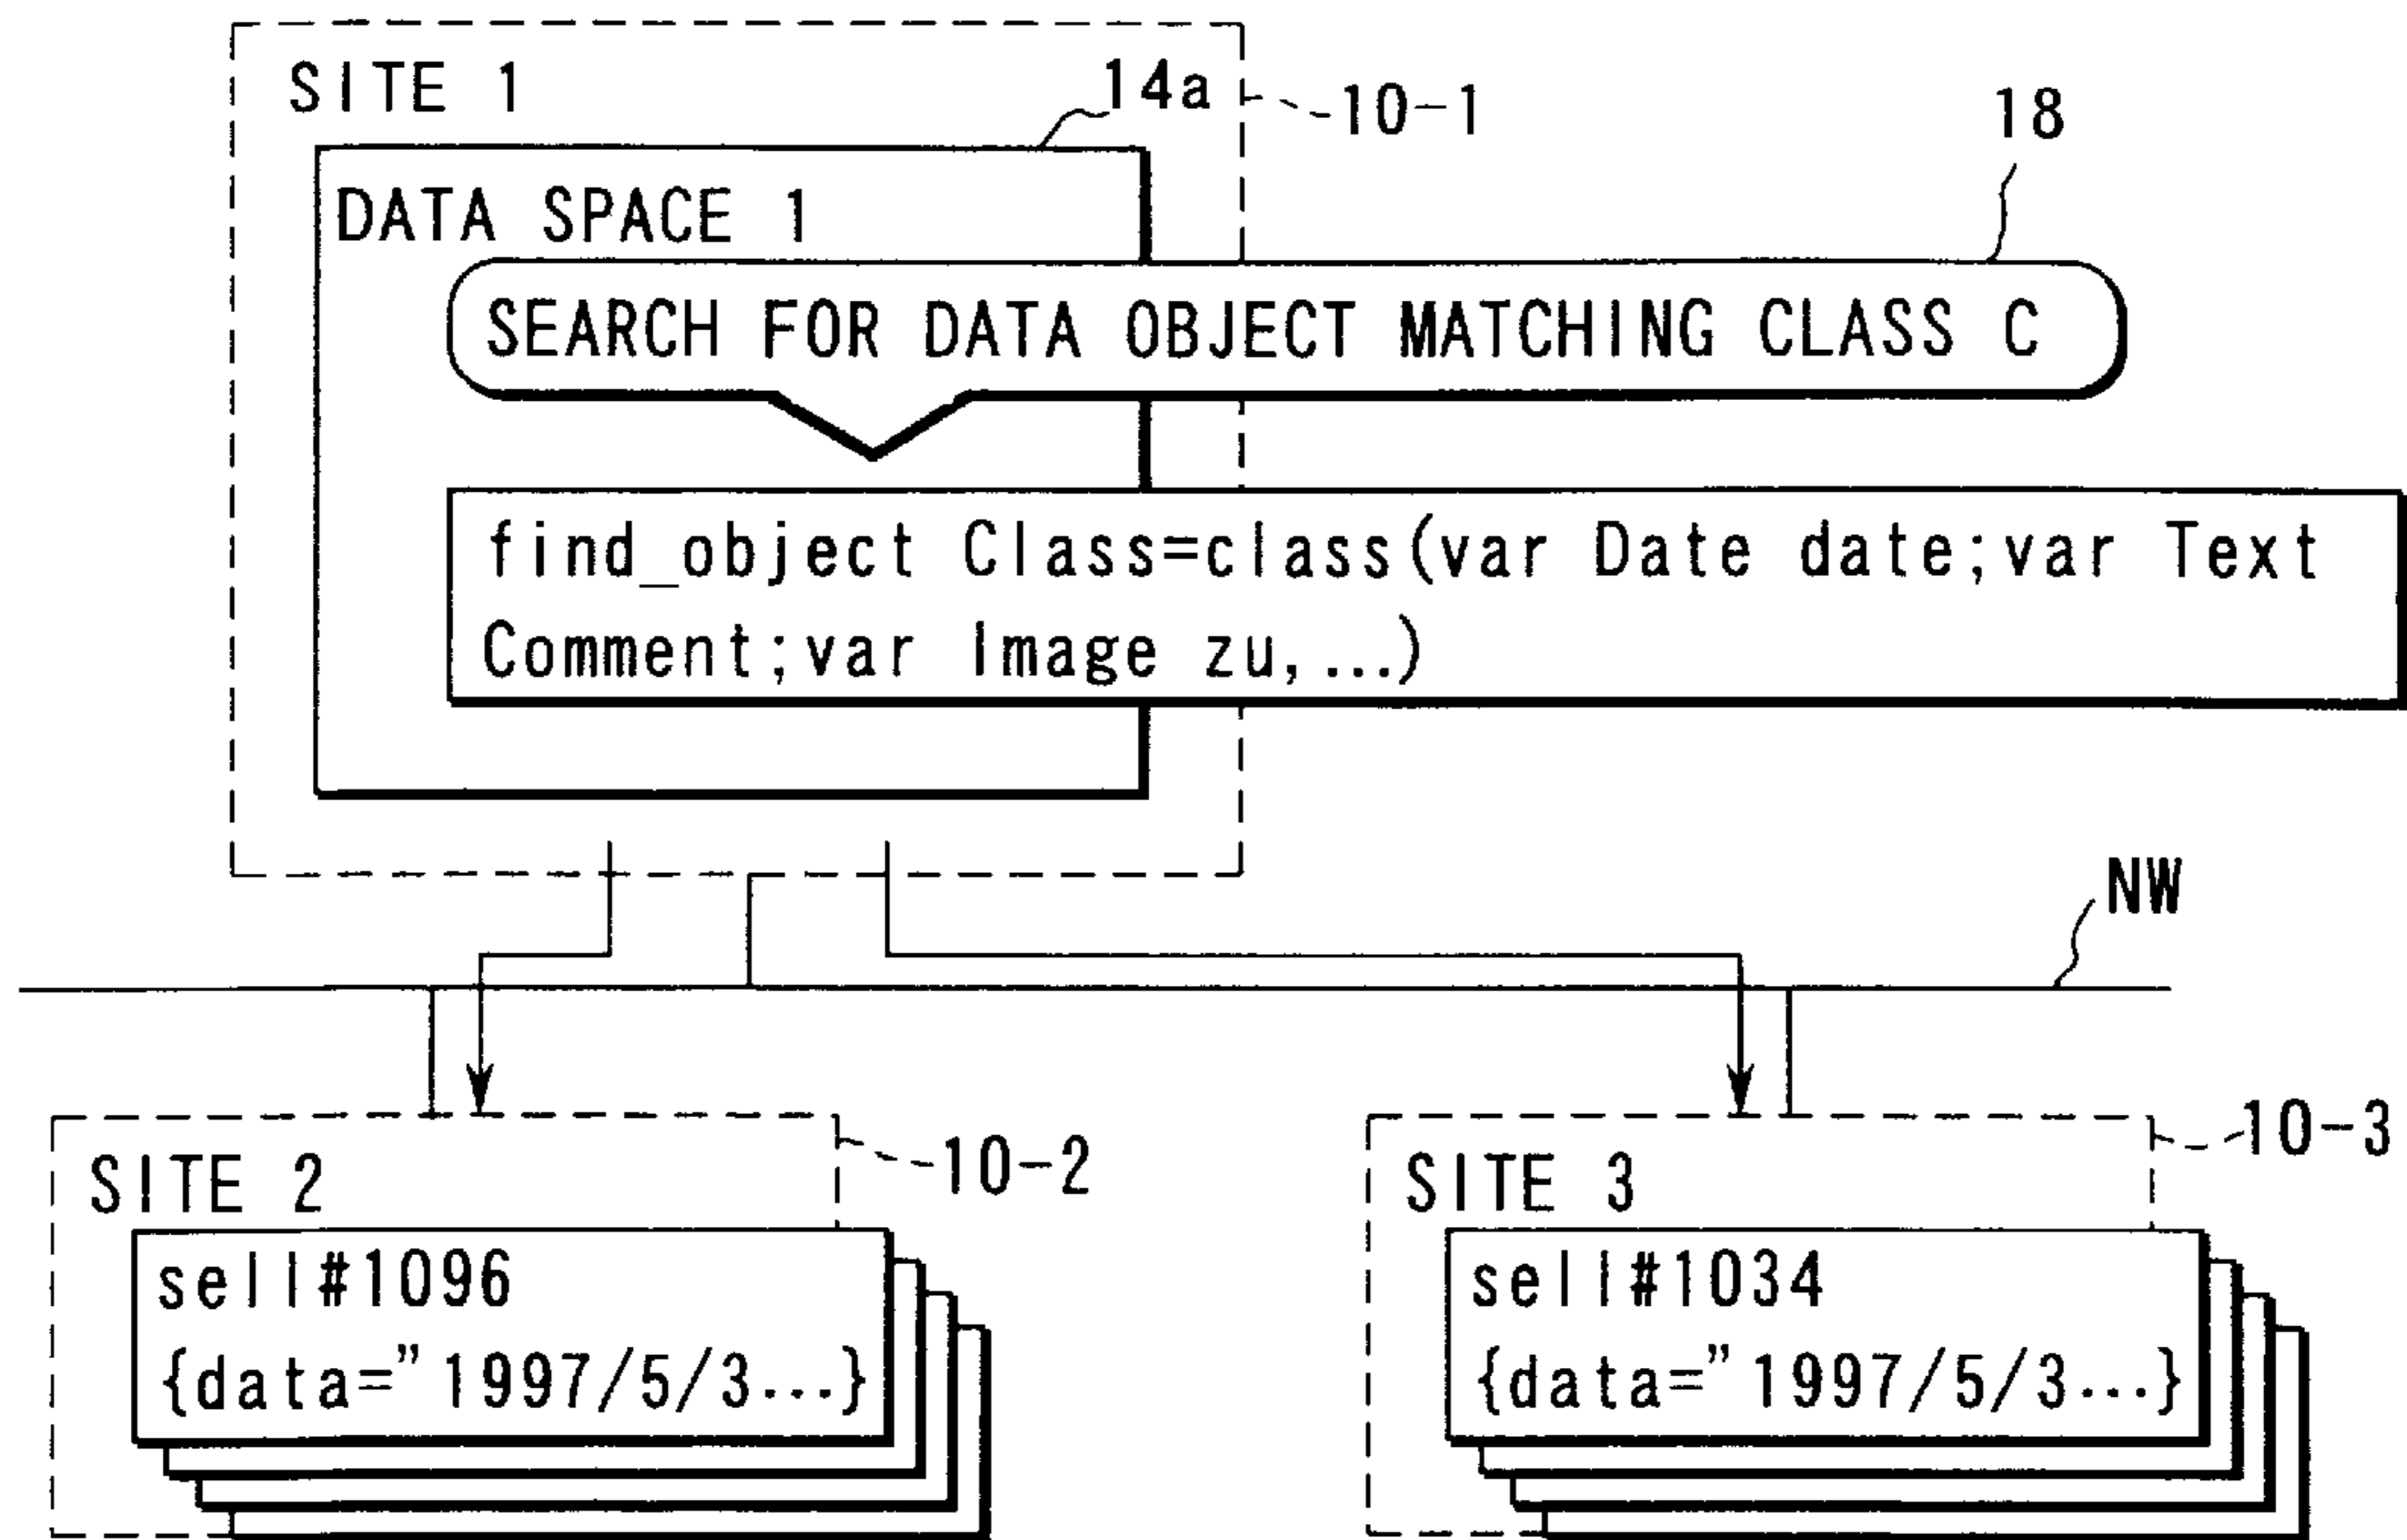 SITE 1
14a
10-1
18
DATA SPACE 1
SEARCH FOR DATA OBJECT MATCHING CLASS C
find_object Class=class(var Date date;var Text
Comment;var Image zu,...)
NW
10-2
10-3
SITE 2
sell#1096
{data="1997/5/3...}
SITE 3
sell#1034
{data="1997/5/3...}